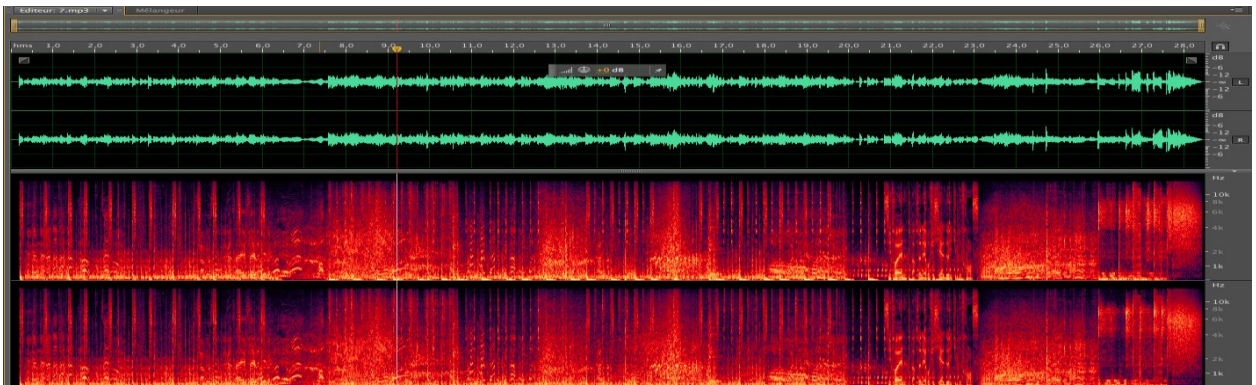 Editeur: 7.mp3 Mélangeur
hms 1.0 2.0 3.0 4.0 5.0 6.0 7.0 8.0 9.0 10.0 11.0 12.0 13.0 14.0 15.0 16.0 17.0 18.0 19.0 20.0 21.0 22.0 23.0 24.0 25.0 26.0 27.0 28.0
dB
-6
+0 dB
-12
-∞ L
-12
-6
dB
-6
-12
-∞ R
-12
-6
Hz
10k
8k
6k
4k
2k
1k
Hz
10k
8k
6k
4k
2k
1k